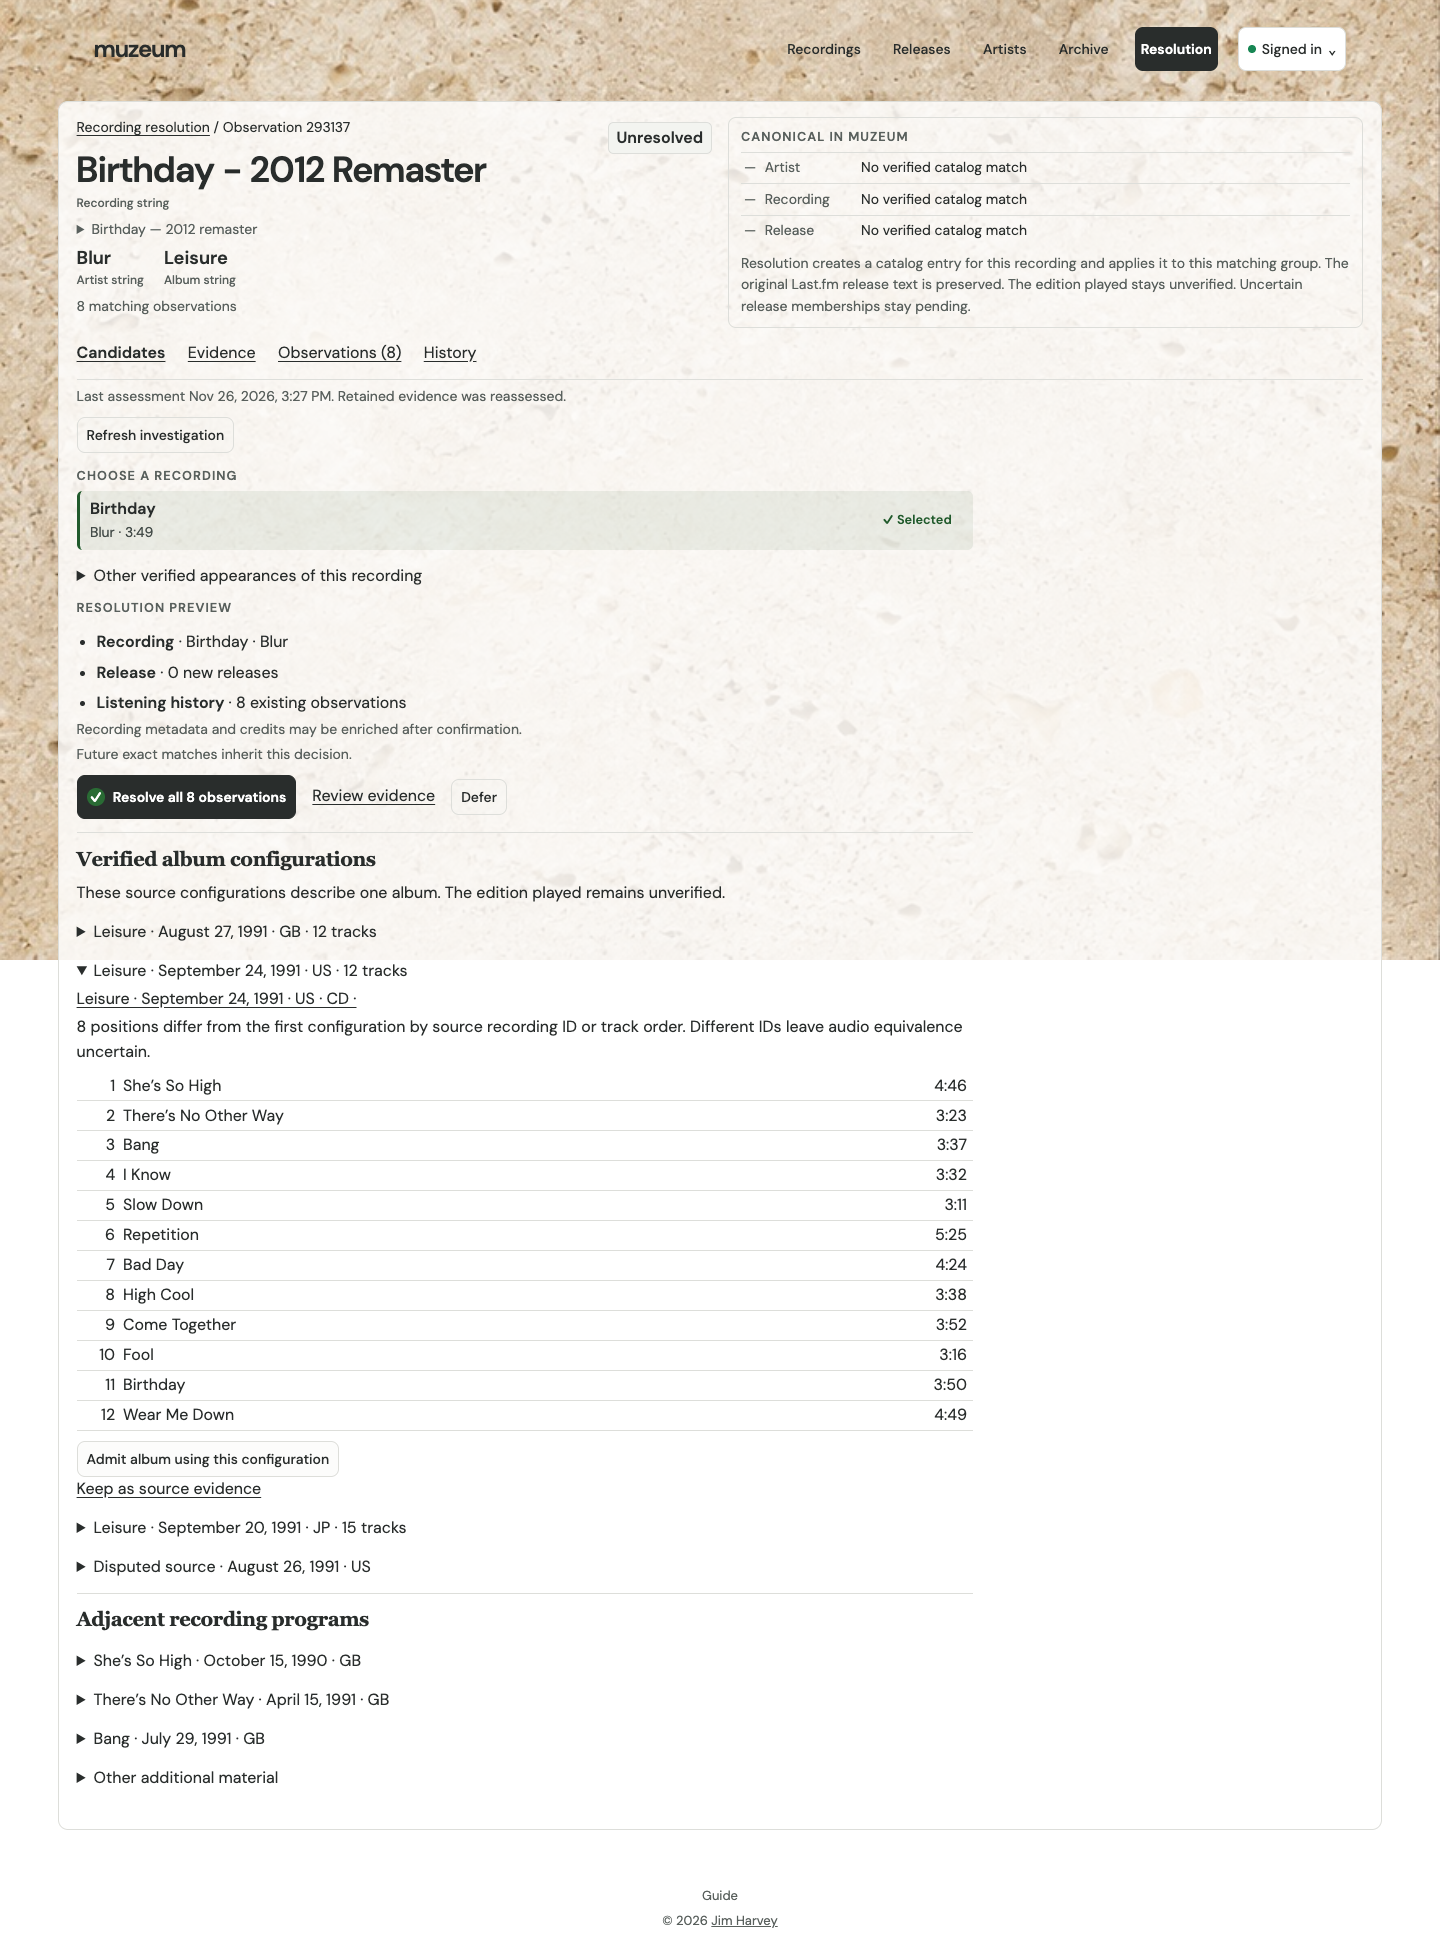 muzeum
Recordings Releases Artists Archive Resolution Signed in
Recording resolution / Observation 293137
Unresolved
Birthday - 2012 Remaster
Recording string
Birthday — 2012 remaster
Blur Leisure
Artist string Album string
8 matching observations
CANONICAL IN MUZEUM
— Artist No verified catalog match
— Recording No verified catalog match
— Release No verified catalog match
Resolution creates a catalog entry for this recording and applies it to this matching group. The
original Last.fm release text is preserved. The edition played stays unverified. Uncertain
release memberships stay pending.
Candidates Evidence Observations (8) History
Last assessment Nov 26, 2026, 3:27 PM. Retained evidence was reassessed.
Refresh investigation
CHOOSE A RECORDING
Birthday
Blur · 3:49
✓ Selected
Other verified appearances of this recording
RESOLUTION PREVIEW
• Recording · Birthday · Blur
• Release · 0 new releases
• Listening history · 8 existing observations
Recording metadata and credits may be enriched after confirmation.
Future exact matches inherit this decision.
Resolve all 8 observations Review evidence Defer
Verified album configurations
These source configurations describe one album. The edition played remains unverified.
Leisure · August 27, 1991 · GB · 12 tracks
Leisure · September 24, 1991 · US · 12 tracks
Leisure · September 24, 1991 · US · CD ·
8 positions differ from the first configuration by source recording ID or track order. Different IDs leave audio equivalence
uncertain.
1 She’s So High 4:46
2 There’s No Other Way 3:23
3 Bang 3:37
4 I Know 3:32
5 Slow Down 3:11
6 Repetition 5:25
7 Bad Day 4:24
8 High Cool 3:38
9 Come Together 3:52
10 Fool 3:16
11 Birthday 3:50
12 Wear Me Down 4:49
Admit album using this configuration
Keep as source evidence
Leisure · September 20, 1991 · JP · 15 tracks
Disputed source · August 26, 1991 · US
Adjacent recording programs
She’s So High · October 15, 1990 · GB
There’s No Other Way · April 15, 1991 · GB
Bang · July 29, 1991 · GB
Other additional material
Guide
© 2026 Jim Harvey